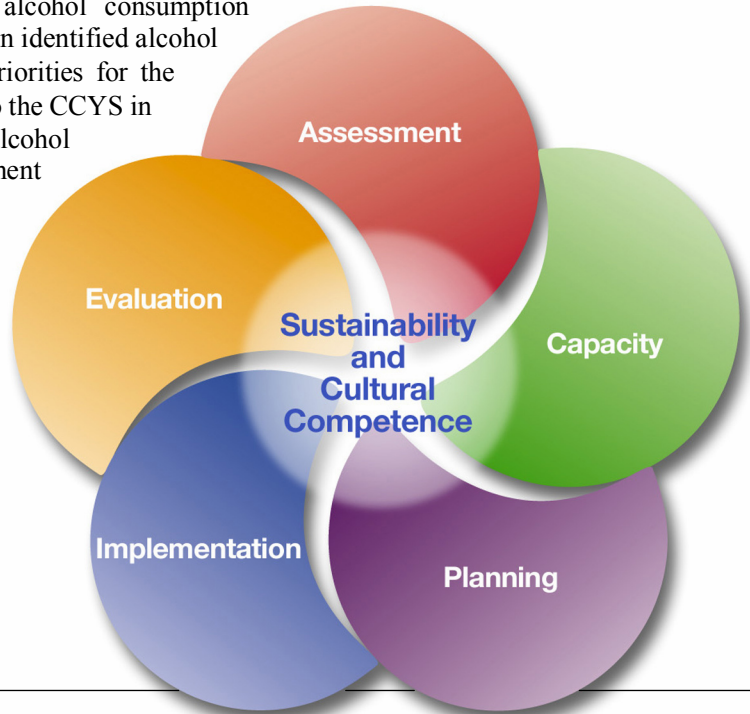 alcohol consumption
n identified alcohol
riorities for the
o the CCYS in
lcohol
nent
Assessment
Evaluation
Capacity
Sustainability
and
Cultural
Competence
Implementation
Planning